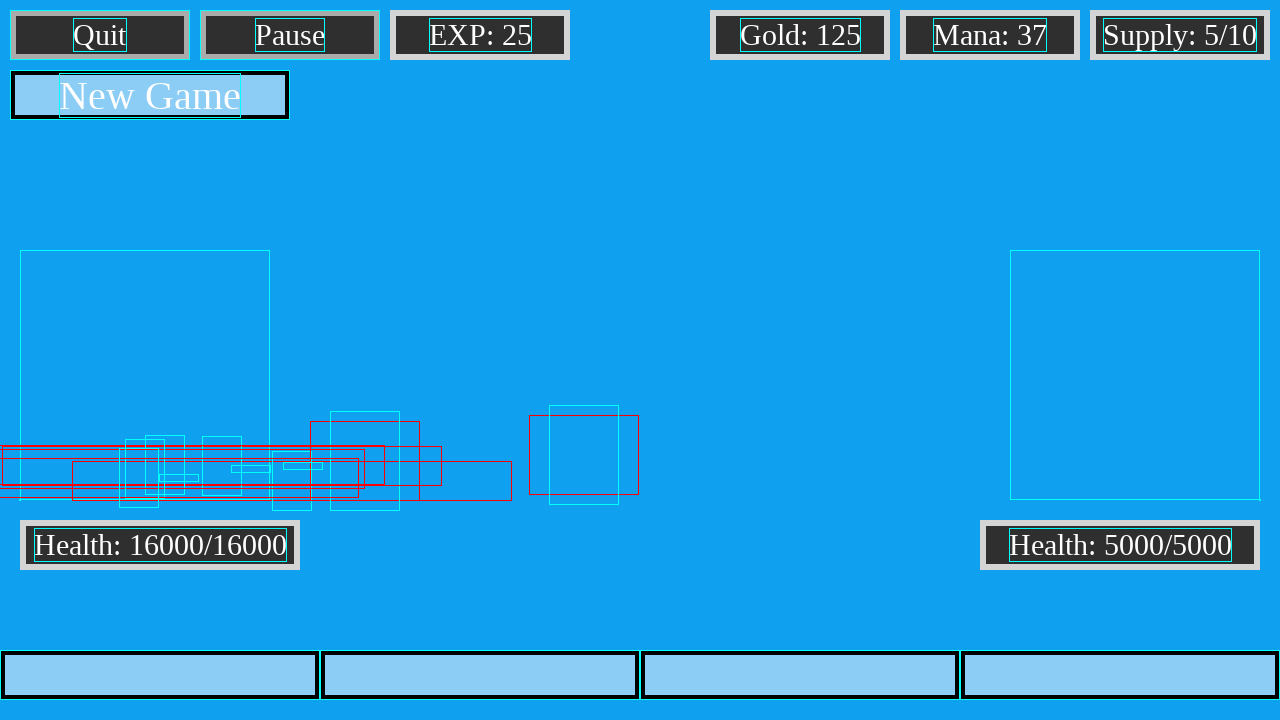 Quit
Pause
EXP: 25
Gold: 125
Mana: 37
Supply: 5/10
New Game
Health: 16000/16000
Health: 5000/5000